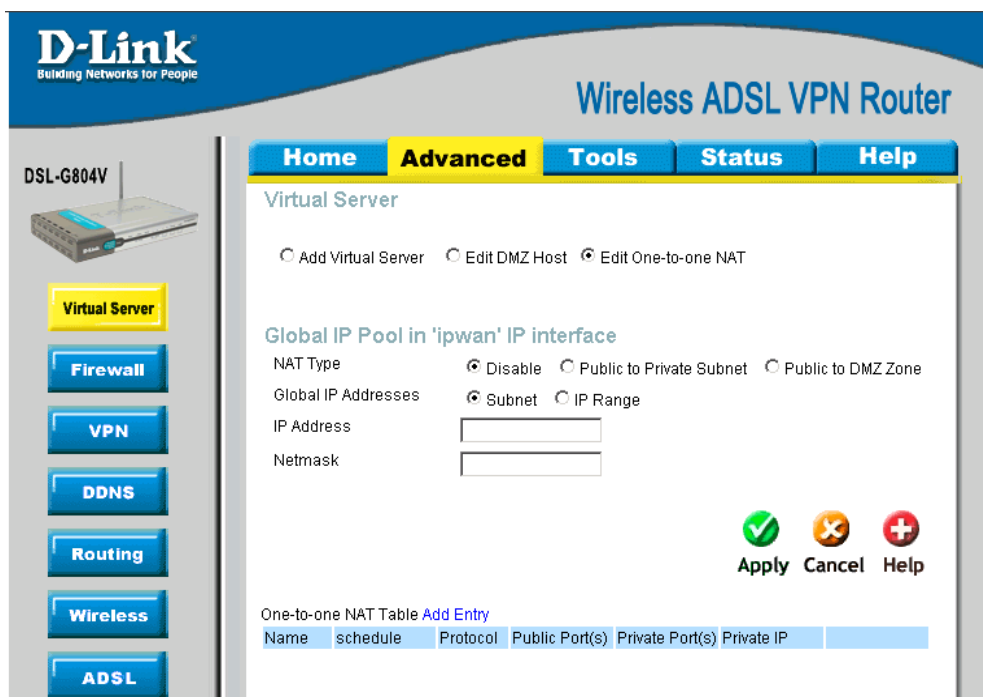 D-Link
Building Networks for People
Wireless ADSL VPN Router
DSL-G804V
Home Advanced Tools Status Help
Virtual Server
Firewall
VPN
DDNS
Routing
Wireless
ADSL
Virtual Server
Add Virtual Server Edit DMZ Host Edit One-to-one NAT
Global IP Pool in 'ipwan' IP interface
NAT Type Disable Public to Private Subnet Public to DMZ Zone
Global IP Addresses Subnet IP Range
IP Address
Netmask
Apply Cancel Help
One-to-one NAT Table Add Entry
Name schedule Protocol Public Port(s) Private Port(s) Private IP